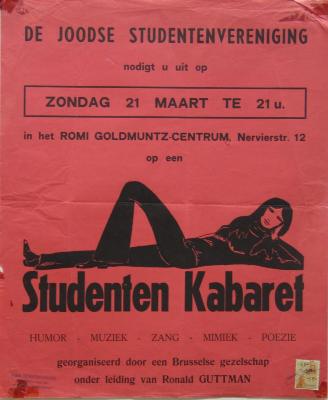 DE JOODSE STUDENTENVERENIGING
nodigt u uit op
ZONDAG 21 MAART TE 21 u.
in het ROMI GOLDMUNTZ-CENTRUM, Nervierstr. 12
op een
Studenten Kabaret
HUMOR - MUZIEK - ZANG - MIMIEK - POEZIE
georganiseerd door een Brusselse gezelschap
onder leiding van Ronald GUTTMAN